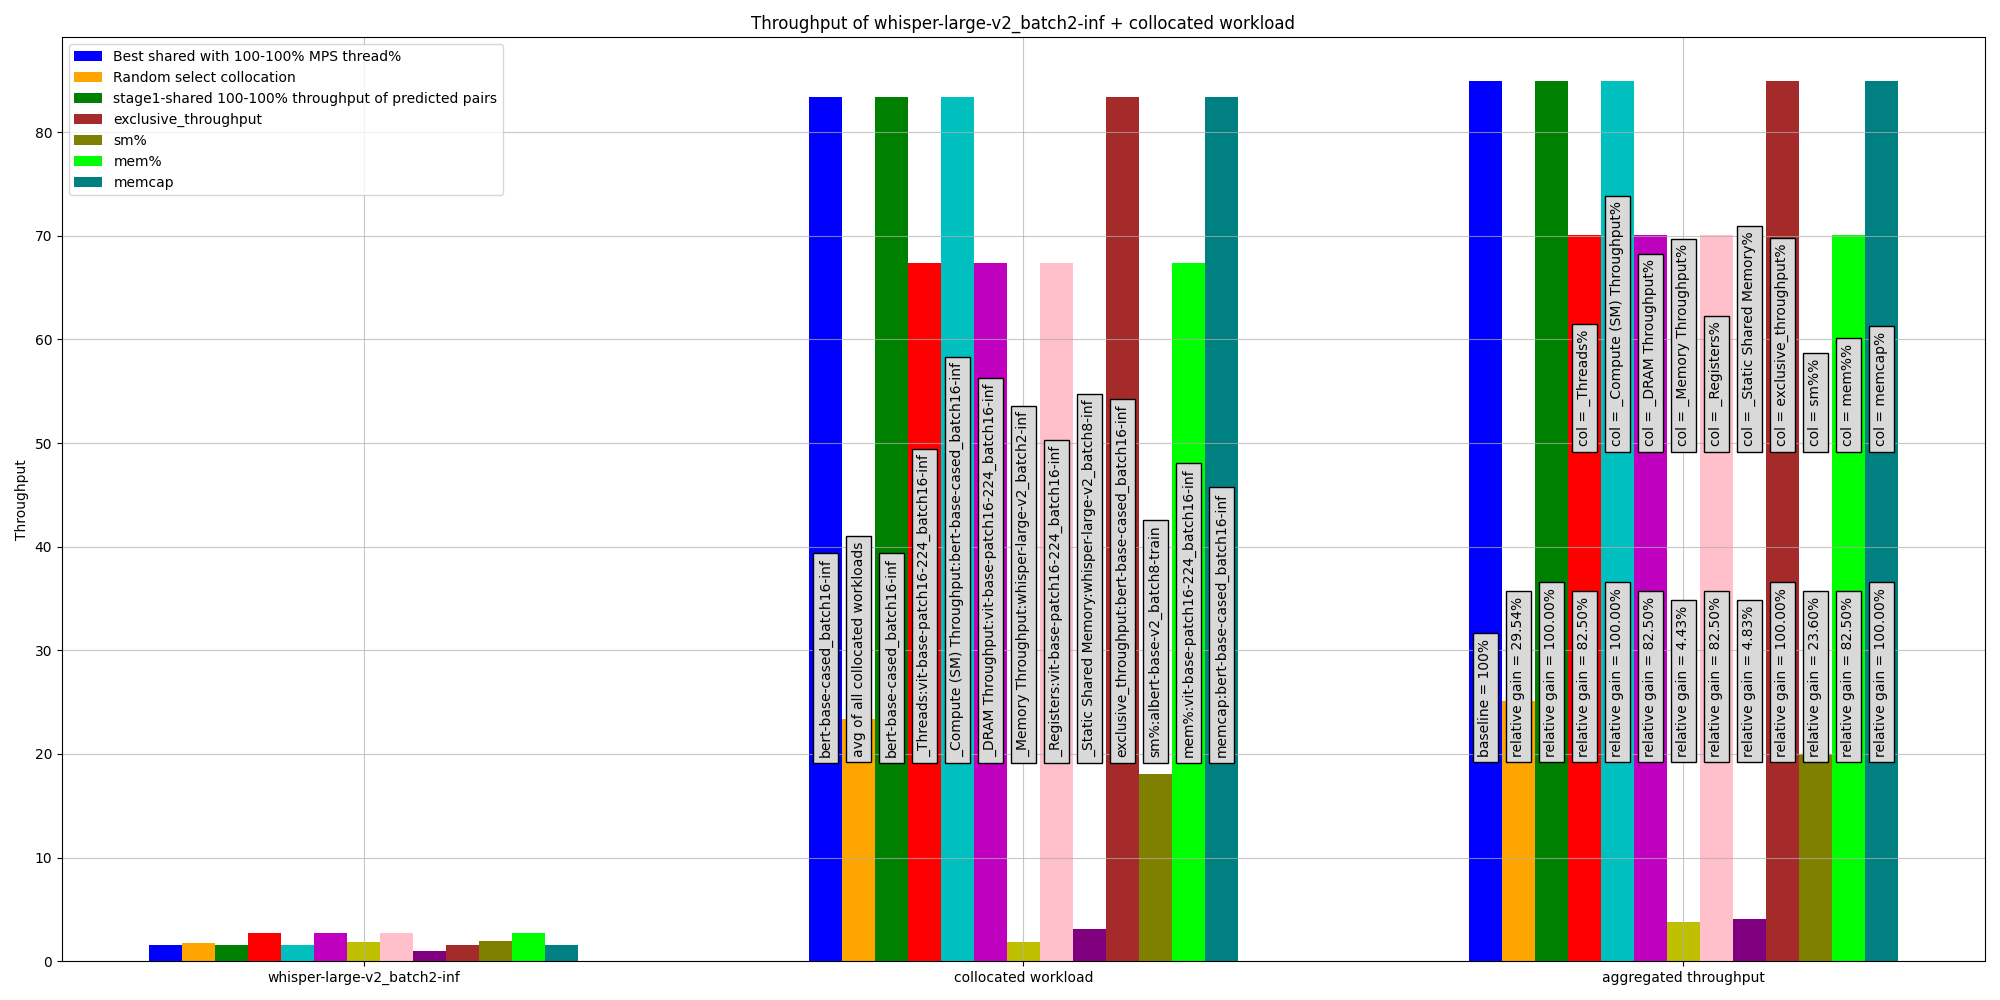 Throughput of whisper-large-v2_batch2-inf + collocated workload
Best shared with 100-100% MPS thread%
Random select collocation
stage1-shared 100-100% throughput of predicted pairs
exclusive_throughput
sm%
mem%
memcap
Throughput
80
70
60
50
40
30
20
10
0
bert-base-cased_batch16-inf
avg of all collocated workloads
bert-base-cased_batch16-inf
_Threads:vit-base-patch16-224_batch16-inf
_Compute (SM) Throughput:bert-base-cased_batch16-inf
_DRAM Throughput:vit-base-patch16-224_batch16-inf
_Memory Throughput:whisper-large-v2_batch2-inf
_Registers:vit-base-patch16-224_batch16-inf
_Static Shared Memory:whisper-large-v2_batch8-inf
exclusive_throughput:bert-base-cased_batch16-inf
sm%:albert-base-v2_batch8-train
mem%:vit-base-patch16-224_batch16-inf
memcap:bert-base-cased_batch16-inf
col = _Threads%
col = _Compute (SM) Throughput%
col = _DRAM Throughput%
col = _Memory Throughput%
col = _Registers%
col = _Static Shared Memory%
col = exclusive_throughput%
col = sm%%
col = mem%%
col = memcap%
baseline = 100%
relative gain = 29.54%
relative gain = 100.00%
relative gain = 82.50%
relative gain = 100.00%
relative gain = 82.50%
relative gain = 4.43%
relative gain = 82.50%
relative gain = 4.83%
relative gain = 100.00%
relative gain = 23.60%
relative gain = 82.50%
relative gain = 100.00%
whisper-large-v2_batch2-inf
collocated workload
aggregated throughput